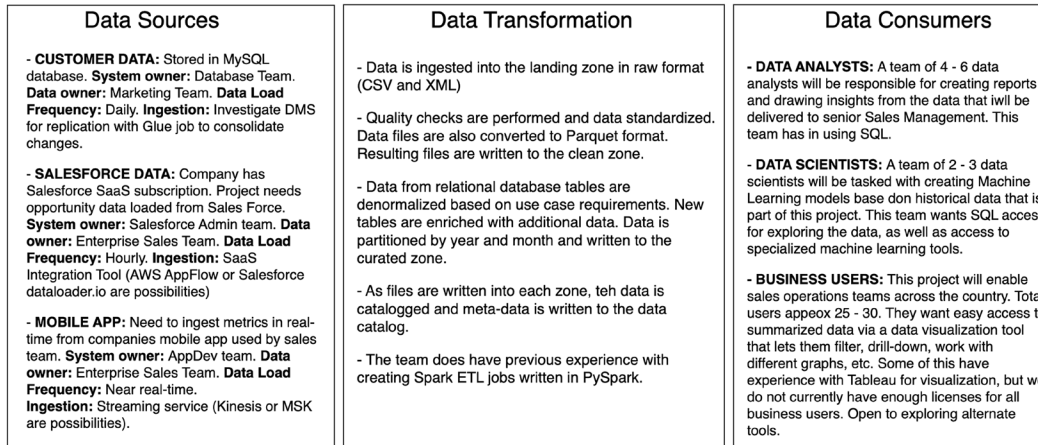 Data Sources
- CUSTOMER DATA: Stored in MySQL
database. System owner: Database Team.
Data owner: Marketing Team. Data Load
Frequency: Daily. Ingestion: Investigate DMS
for replication with Glue job to consolidate
changes.
- SALESFORCE DATA: Company has
Salesforce SaaS subscription. Project needs
opportunity data loaded from Sales Force.
System owner: Salesforce Admin team. Data
owner: Enterprise Sales Team. Data Load
Frequency: Hourly. Ingestion: SaaS
Integration Tool (AWS AppFlow or Salesforce
dataloader.io are possibilities)
- MOBILE APP: Need to ingest metrics in real-
time from companies mobile app used by sales
team. System owner: AppDev team. Data
owner: Enterprise Sales Team. Data Load
Frequency: Near real-time.
Ingestion: Streaming service (Kinesis or MSK
are possibilities).
Data Transformation
- Data is ingested into the landing zone in raw format
(CSV and XML)
- Quality checks are performed and data standardized.
Data files are also converted to Parquet format.
Resulting files are written to the clean zone.
- Data from relational database tables are
denormalized based on use case requirements. New
tables are enriched with additional data. Data is
partitioned by year and month and written to the
curated zone.
- As files are written into each zone, teh data is
catalogged and meta-data is written to the data
catalog.
- The team does have previous experience with
creating Spark ETL jobs written in PySpark.
Data Consumers
- DATA ANALYSTS: A team of 4 - 6 data
analysts will be responsible for creating reports
and drawing insights from the data that iwll be
delivered to senior Sales Management. This
team has in using SQL.
- DATA SCIENTISTS: A team of 2 - 3 data
scientists will be tasked with creating Machine
Learning models base don historical data that is
part of this project. This team wants SQL access
for exploring the data, as well as access to
specialized machine learning tools.
- BUSINESS USERS: This project will enable
sales operations teams across the country. Total
users appeox 25 - 30. They want easy access t
summarized data via a data visualization tool
that lets them filter, drill-down, work with
different graphs, etc. Some of this have
experience with Tableau for visualization, but we
do not currently have enough licenses for all
business users. Open to exploring alternate
tools.